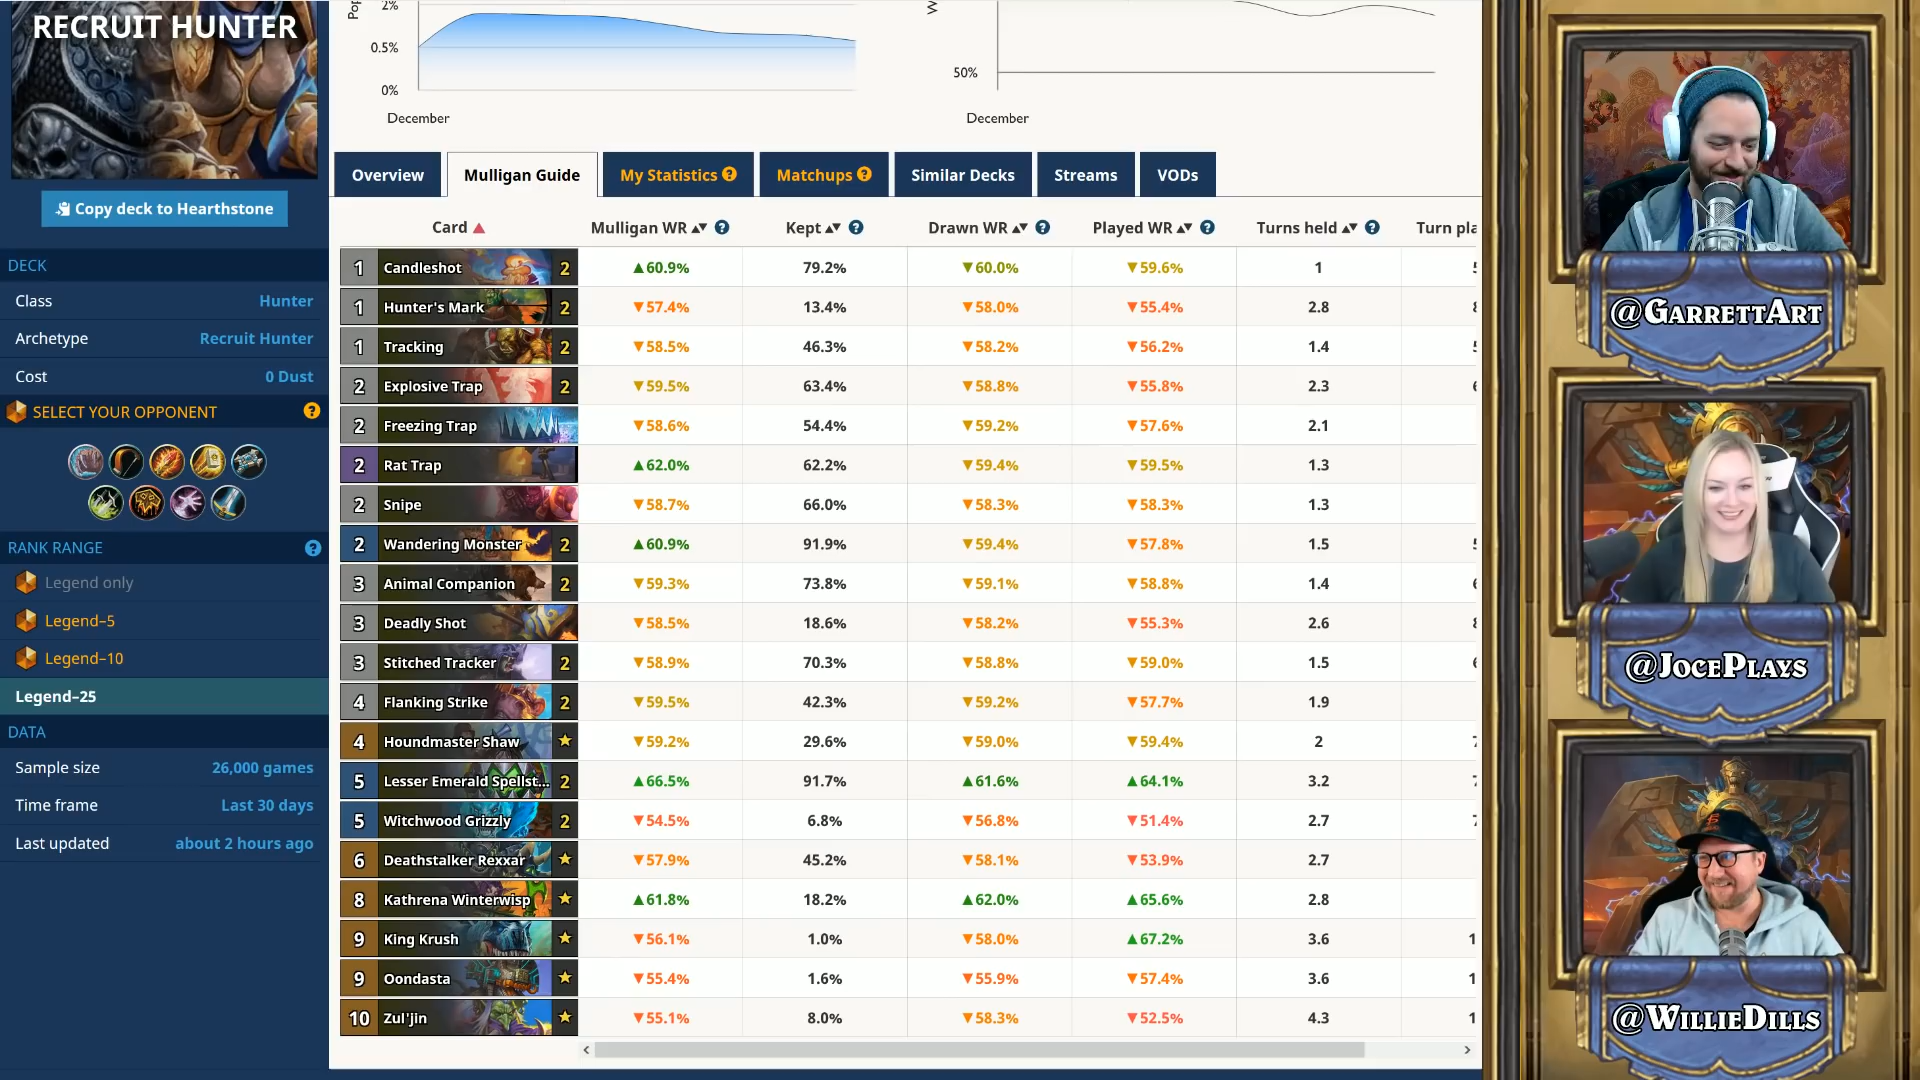 RECRUIT HUNTER
Copy deck to Hearthstone
DECK
Class Hunter
Archetype Recruit Hunter
Cost 0 Dust
SELECT YOUR OPPONENT ?
RANK RANGE ?
Legend only
Legend–5
Legend–10
Legend–25
DATA
Sample size 26,000 games
Time frame Last 30 days
Last updated about 2 hours ago
2%
0.5%
0%
December
50%
December
Overview Mulligan Guide My Statistics ? Matchups ? Similar Decks Streams VODs
Card ▲ Mulligan WR ▲▼ ? Kept ▲▼ ? Drawn WR ▲▼ ? Played WR ▲▼ ? Turns held ▲▼ ? Turn pla
1 Candleshot 2 ▲60.9% 79.2% ▼60.0% ▼59.6% 1
1 Hunter's Mark 2 ▼57.4% 13.4% ▼58.0% ▼55.4% 2.8
1 Tracking 2 ▼58.5% 46.3% ▼58.2% ▼56.2% 1.4
2 Explosive Trap 2 ▼59.5% 63.4% ▼58.8% ▼55.8% 2.3
2 Freezing Trap ▼58.6% 54.4% ▼59.2% ▼57.6% 2.1
2 Rat Trap ▲62.0% 62.2% ▼59.4% ▼59.5% 1.3
2 Snipe ▼58.7% 66.0% ▼58.3% ▼58.3% 1.3
2 Wandering Monster 2 ▲60.9% 91.9% ▼59.4% ▼57.8% 1.5
3 Animal Companion 2 ▼59.3% 73.8% ▼59.1% ▼58.8% 1.4
3 Deadly Shot ▼58.5% 18.6% ▼58.2% ▼55.3% 2.6
3 Stitched Tracker 2 ▼58.9% 70.3% ▼58.8% ▼59.0% 1.5
4 Flanking Strike 2 ▼59.5% 42.3% ▼59.2% ▼57.7% 1.9
4 Houndmaster Shaw ★ ▼59.2% 29.6% ▼59.0% ▼59.4% 2
5 Lesser Emerald Spellst... 2 ▲66.5% 91.7% ▲61.6% ▲64.1% 3.2
5 Witchwood Grizzly 2 ▼54.5% 6.8% ▼56.8% ▼51.4% 2.7
6 Deathstalker Rexxar ★ ▼57.9% 45.2% ▼58.1% ▼53.9% 2.7
8 Kathrena Winterwisp ★ ▲61.8% 18.2% ▲62.0% ▲65.6% 2.8
9 King Krush ★ ▼56.1% 1.0% ▼58.0% ▲67.2% 3.6
9 Oondasta ★ ▼55.4% 1.6% ▼55.9% ▼57.4% 3.6
10 Zul'jin ★ ▼55.1% 8.0% ▼58.3% ▼52.5% 4.3
@GarrettArt
@JocePlays
@WillieDills